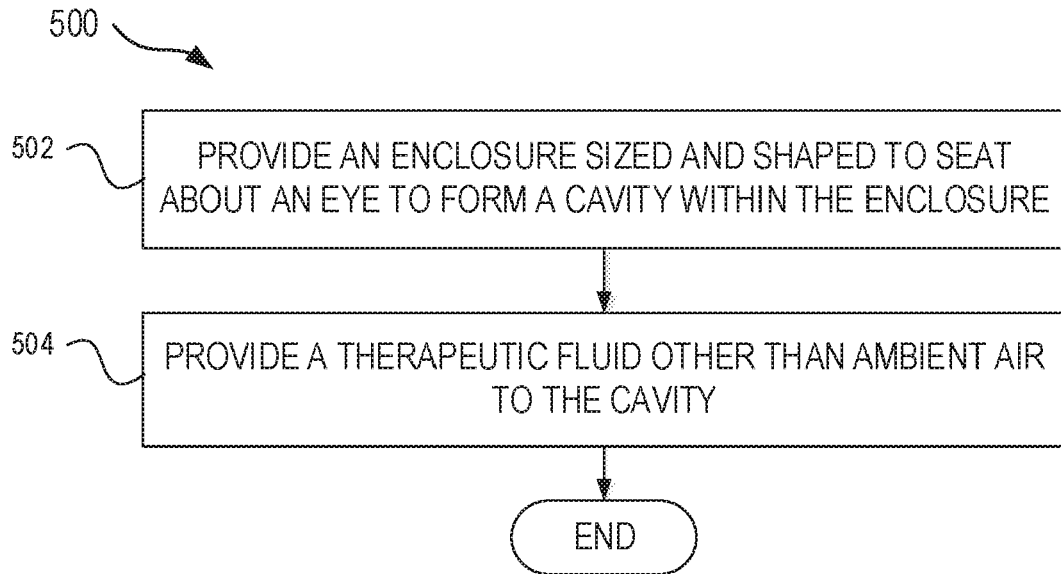 500
502
PROVIDE AN ENCLOSURE SIZED AND SHAPED TO SEAT
ABOUT AN EYE TO FORM A CAVITY WITHIN THE ENCLOSURE
504
PROVIDE A THERAPEUTIC FLUID OTHER THAN AMBIENT AIR
TO THE CAVITY
END